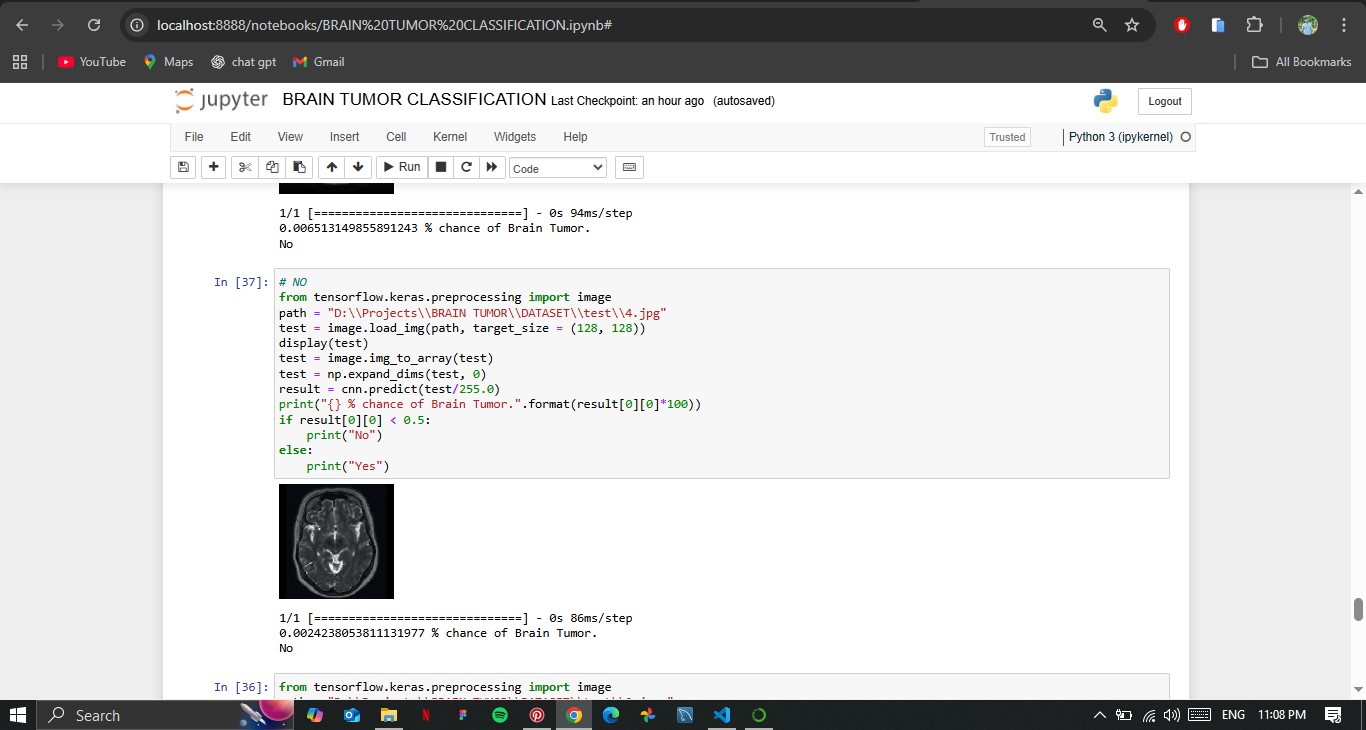 localhost:8888/notebooks/BRAIN%20TUMOR%20CLASSIFICATION.ipynb#
YouTube Maps chat gpt Gmail All Bookmarks
jupyter BRAIN TUMOR CLASSIFICATION Last Checkpoint: an hour ago (autosaved) Logout
File Edit View Insert Cell Kernel Widgets Help Trusted Python 3 (ipykernel)
Run Code
1/1 [==============================] - 0s 94ms/step
0.006513149855891243 % chance of Brain Tumor.
No
In [37]: # NO
from tensorflow.keras.preprocessing import image
path = "D:\\Projects\\BRAIN TUMOR\\DATASET\\test\\4.jpg"
test = image.load_img(path, target_size = (128, 128))
display(test)
test = image.img_to_array(test)
test = np.expand_dims(test, 0)
result = cnn.predict(test/255.0)
print("{} % chance of Brain Tumor.".format(result[0][0]*100))
if result[0][0] < 0.5:
    print("No")
else:
    print("Yes")
1/1 [==============================] - 0s 86ms/step
0.0024238053811131977 % chance of Brain Tumor.
No
In [36]: from tensorflow.keras.preprocessing import image
Search ENG 11:08 PM